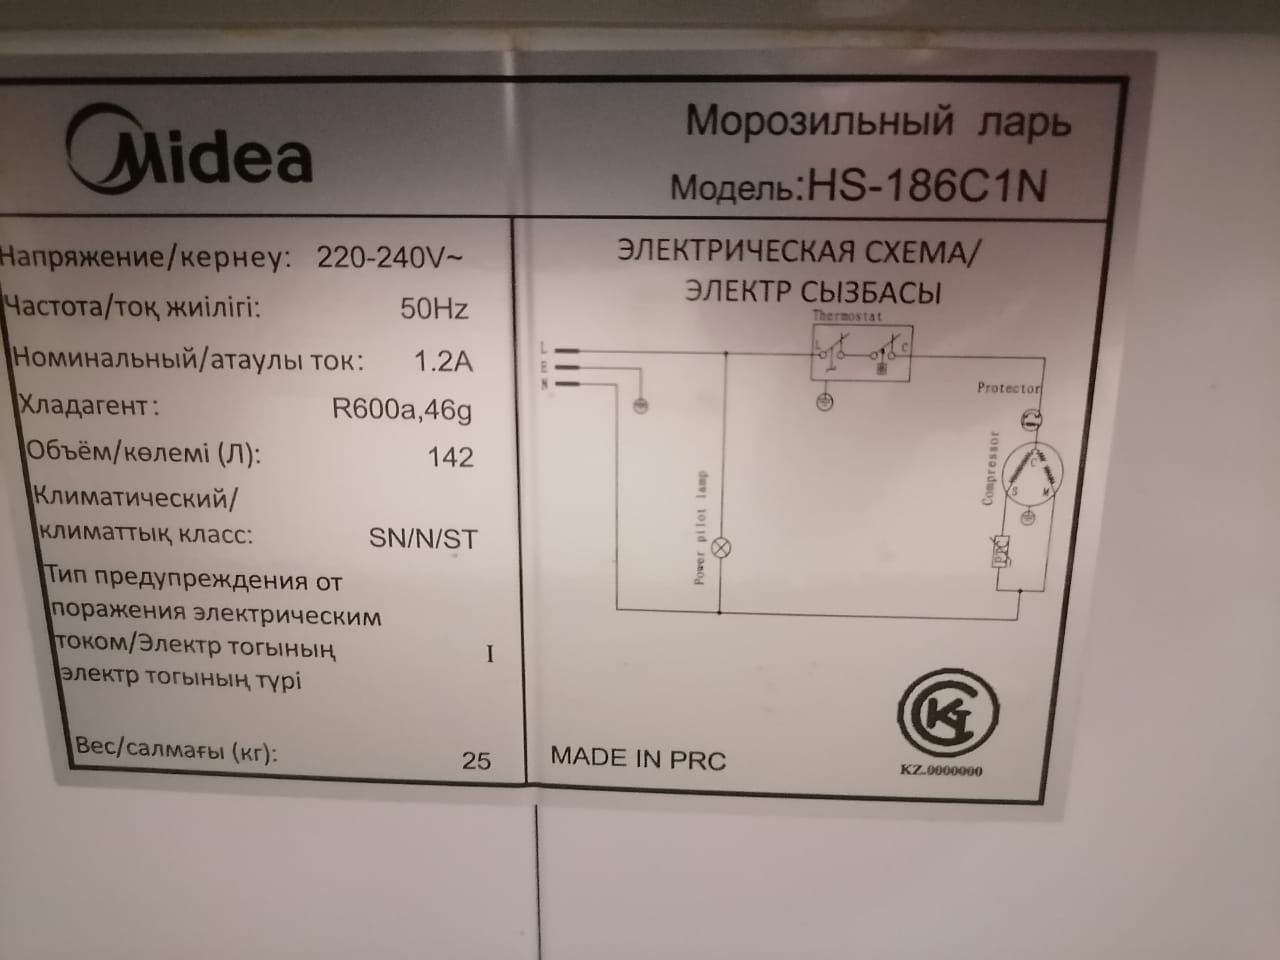 Midea
Морозильный ларь
Модель:HS-186C1N
Напряжение/кернеу: 220-240V~
Частота/тоқ жиілігі: 50Hz
Номинальный/атаулы ток: 1.2A
Хладагент: R600a,46g
Объём/көлемі (Л): 142
Климатический/
климаттық класс: SN/N/ST
Тип предупреждения от
поражения электрическим
током/Электр тогының I
электр тогының түрі
Вес/салмағы (кг): 25
ЭЛЕКТРИЧЕСКАЯ СХЕМА/
ЭЛЕКТР СЫЗБАСЫ
Thermostat
L
L C
E
N
Protector
Compressor
C
S M
Power pilot lamp
PTC
MADE IN PRC
KZ.0000000